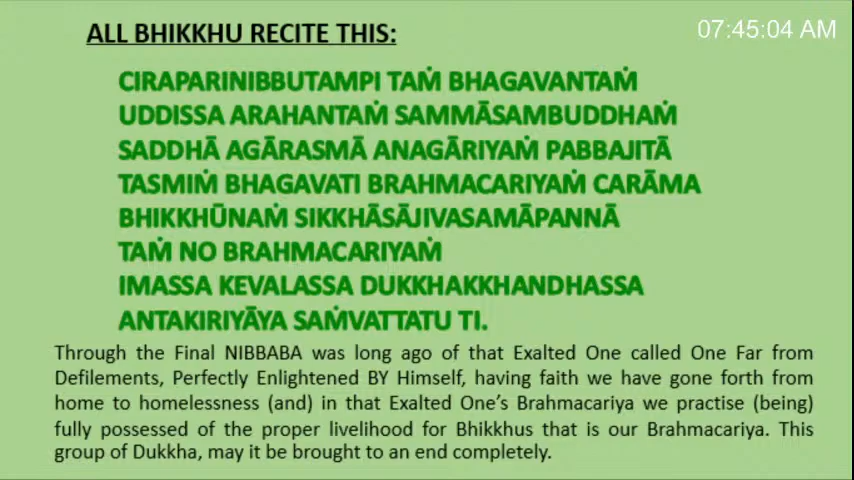 ALL BHIKKHU RECITE THIS:
07:45:04 AM
CIRAPARINIBBUTAMPI TAṀ BHAGAVANTAṀ
UDDISSA ARAHANTAṀ SAMMĀSAMBUDDHAṀ
SADDHĀ AGĀRASMĀ ANAGĀRIYAṀ PABBAJITĀ
TASMIṀ BHAGAVATI BRAHMACARIYAṀ CARĀMA
BHIKKHŪNAṀ SIKKHĀSĀJIVASAMĀPANNĀ
TAṀ NO BRAHMACARIYAṀ
IMASSA KEVALASSA DUKKHAKKHANDHASSA
ANTAKIRIYĀYA SAṀVATTATU TI.
Through the Final NIBBABA was long ago of that Exalted One called One Far from
Defilements, Perfectly Enlightened BY Himself, having faith we have gone forth from
home to homelessness (and) in that Exalted One’s Brahmacariya we practise (being)
fully possessed of the proper livelihood for Bhikkhus that is our Brahmacariya. This
group of Dukkha, may it be brought to an end completely.